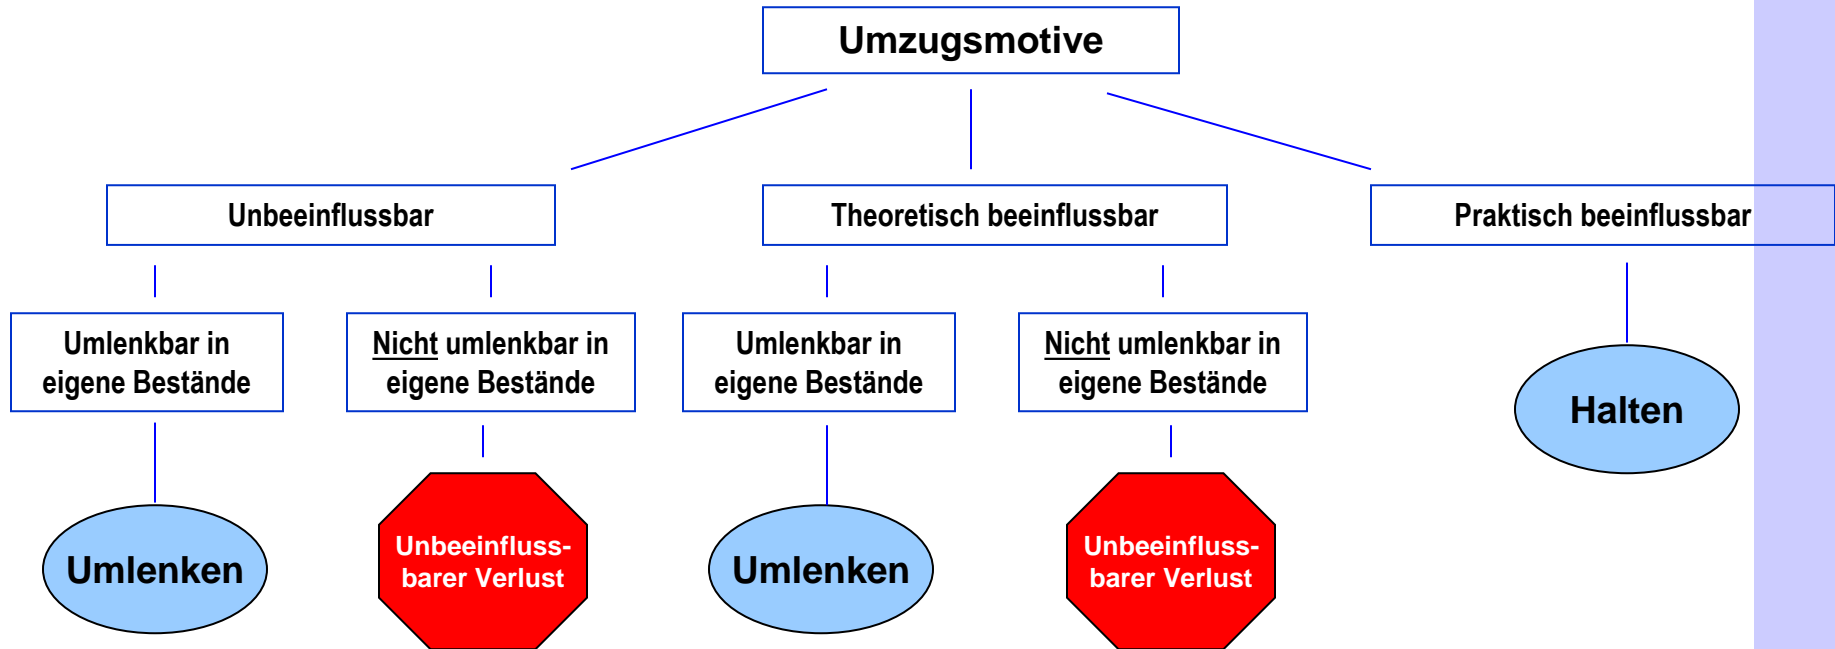 Umzugsmotive
Unbeeinflussbar
Theoretisch beeinflussbar
Praktisch beeinflussbar
Umlenkbar in
eigene Bestände
Nicht umlenkbar in
eigene Bestände
Umlenkbar in
eigene Bestände
Nicht umlenkbar in
eigene Bestände
Halten
Umlenken
Unbeeinfluss-
barer Verlust
Umlenken
Unbeeinfluss-
barer Verlust